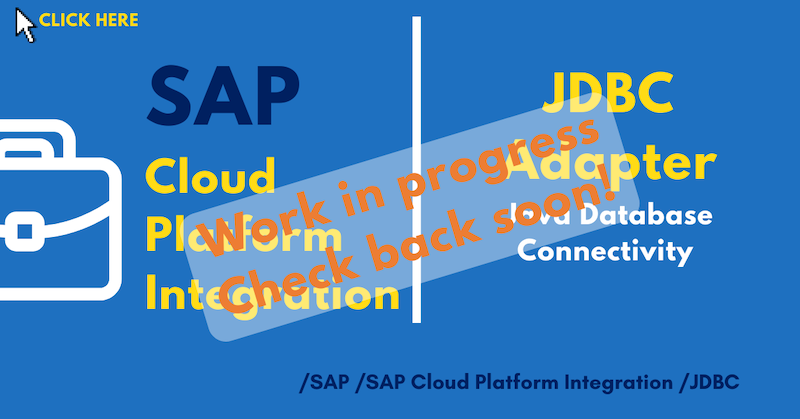 CLICK HERE
SAP
Cloud
Platform
Integration
JDBC
Adapter
Java Database
Connectivity
Work in progress
Check back soon!
/SAP /SAP Cloud Platform Integration /JDBC